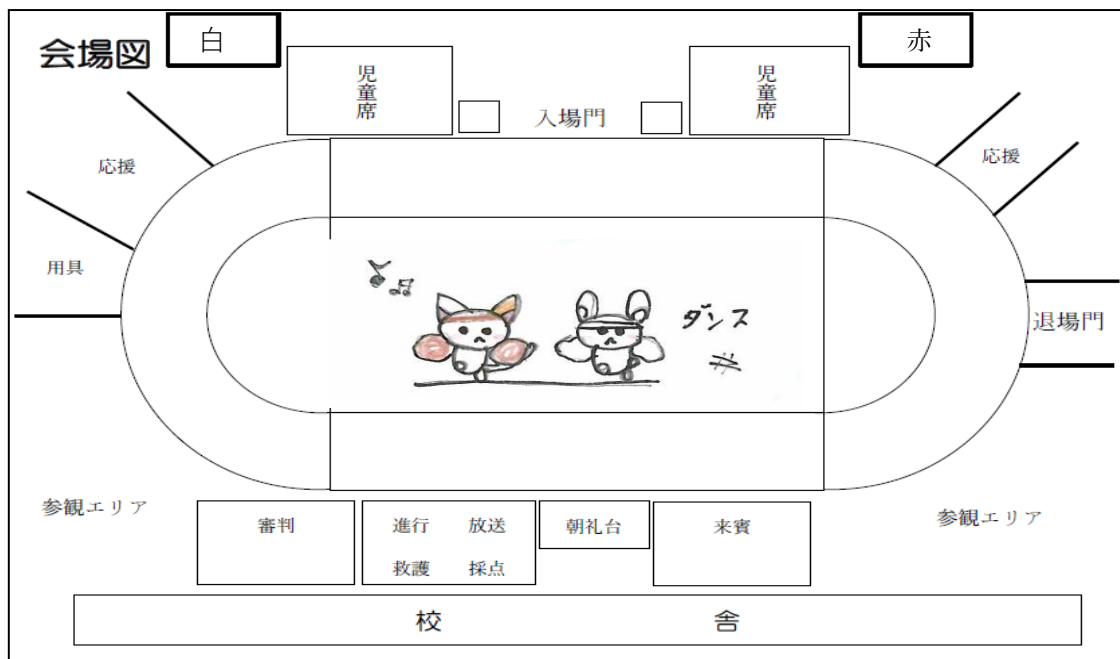 会場図
白
赤
児童席
入場門
児童席
応援
応援
用具
ダンス
退場門
参観エリア
参観エリア
審判
進行 放送
救護 採点
朝礼台
来賓
校 舎